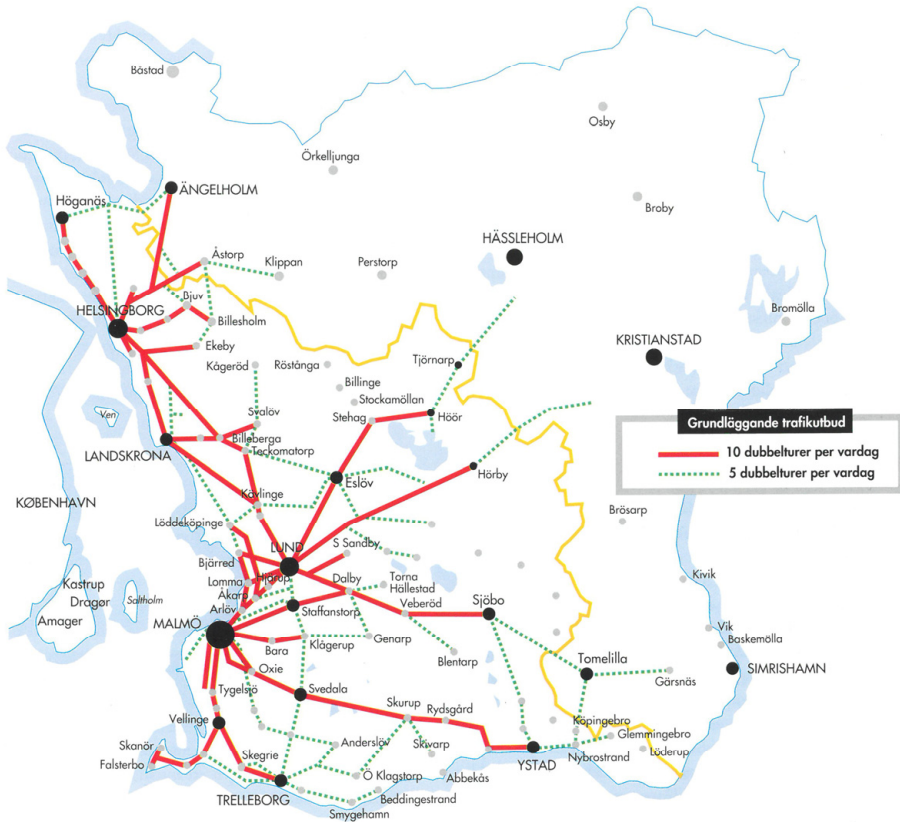 Båstad
Osby
Örkelljunga
ÄNGELHOLM
Höganäs
Broby
HÄSSLEHOLM
Åstorp
Klippan
Perstorp
Bjuv
HELSINGBORG
Billesholm
Bromölla
Ekeby
KRISTIANSTAD
Tjörnarp
Kågeröd
Röstånga
Billinge
Stockamöllan
Ven
Svalöv
Stehag
Höör
Grundläggande trafikutbud
Billeberga
10 dubbelturer per vardag
LANDSKRONA
Teckomatorp
5 dubbelturer per vardag
Hörby
Eslöv
KØBENHAVN
Kävlinge
Brösarp
Löddeköpinge
S Sandby
LUND
Bjärred
Kastrup
Lomma
Hjärup
Dalby
Torna
Hällestad
Kivik
Dragør
Saltholm
Åkarp
Sjöbo
Arlöv
Staffanstorp
Veberöd
Amager
MALMÖ
Vik
Bara
Klågerup
Genarp
Baskemölla
Blentarp
Tomelilla
Oxie
Gärsnäs
SIMRISHAMN
Tygelsjö
Svedala
Skurup
Rydsgård
Vellinge
Köpingebro
Glemmingebro
Skanör
Anderslöv
Skivarp
Löderup
Skegrie
Falsterbo
YSTAD
Nybrostrand
Ö Klagstorp
Abbekås
TRELLEBORG
Beddingestrand
Smygehamn